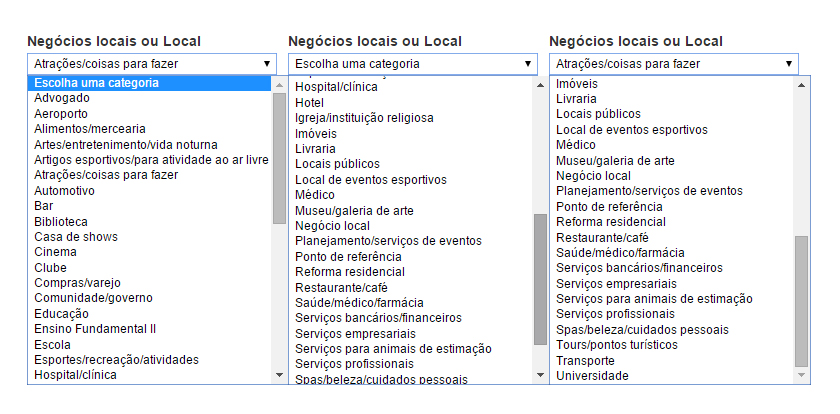 Negócios locais ou Local
Atrações/coisas para fazer
Escolha uma categoria
Advogado
Aeroporto
Alimentos/mercearia
Artes/entretenimento/vida noturna
Artigos esportivos/para atividade ao ar livre
Atrações/coisas para fazer
Automotivo
Bar
Biblioteca
Casa de shows
Cinema
Clube
Compras/varejo
Comunidade/governo
Educação
Ensino Fundamental II
Escola
Esportes/recreação/atividades
Hospital/clínica
Negócios locais ou Local
Escolha uma categoria
Hospital/clínica
Hotel
Igreja/instituição religiosa
Imóveis
Livraria
Locais públicos
Local de eventos esportivos
Médico
Museu/galeria de arte
Negócio local
Planejamento/serviços de eventos
Ponto de referência
Reforma residencial
Restaurante/café
Saúde/médico/farmácia
Serviços bancários/financeiros
Serviços empresariais
Serviços para animais de estimação
Serviços profissionais
Spas/beleza/cuidados pessoais
Negócios locais ou Local
Atrações/coisas para fazer
Imóveis
Livraria
Locais públicos
Local de eventos esportivos
Médico
Museu/galeria de arte
Negócio local
Planejamento/serviços de eventos
Ponto de referência
Reforma residencial
Restaurante/café
Saúde/médico/farmácia
Serviços bancários/financeiros
Serviços empresariais
Serviços para animais de estimação
Serviços profissionais
Spas/beleza/cuidados pessoais
Tours/pontos turísticos
Transporte
Universidade